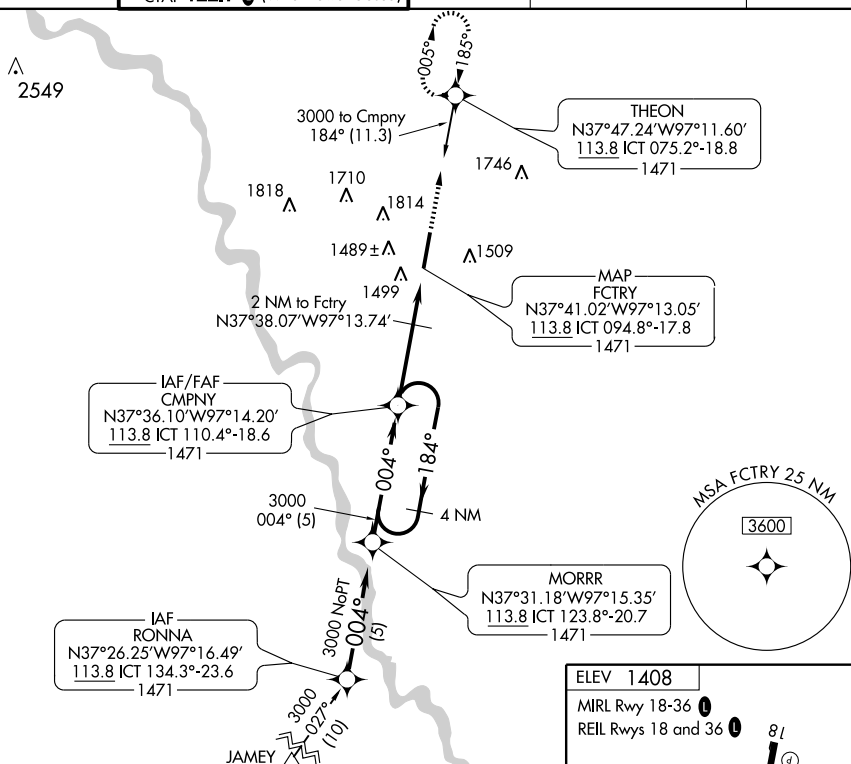 CTAP
2549
005°
185°
3000 to Cmpny
184° (11.3)
THEON
N37°47.24'W97°11.60'
113.8 ICT 075.2°-18.8
1471
1746
1710
1818
1814
1489±
1509
1499
MAP
FCTRY
N37°41.02'W97°13.05'
113.8 ICT 094.8°-17.8
1471
2 NM to Fctry
N37°38.07'W97°13.74'
IAF/FAF
CMPNY
N37°36.10'W97°14.20'
113.8 ICT 110.4°-18.6
1471
004°
184°
3000
004° (5)
4 NM
MSA FCTRY 25 NM
3600
MORRR
N37°31.18'W97°15.35'
113.8 ICT 123.8°-20.7
1471
3000 NoPT
004°
(5)
IAF
RONNA
N37°26.25'W97°16.49'
113.8 ICT 134.3°-23.6
1471
3000
027°
(10)
JAMEY
ELEV 1408
MIRL Rwy 18-36 L
REIL Rwys 18 and 36 L
18
P